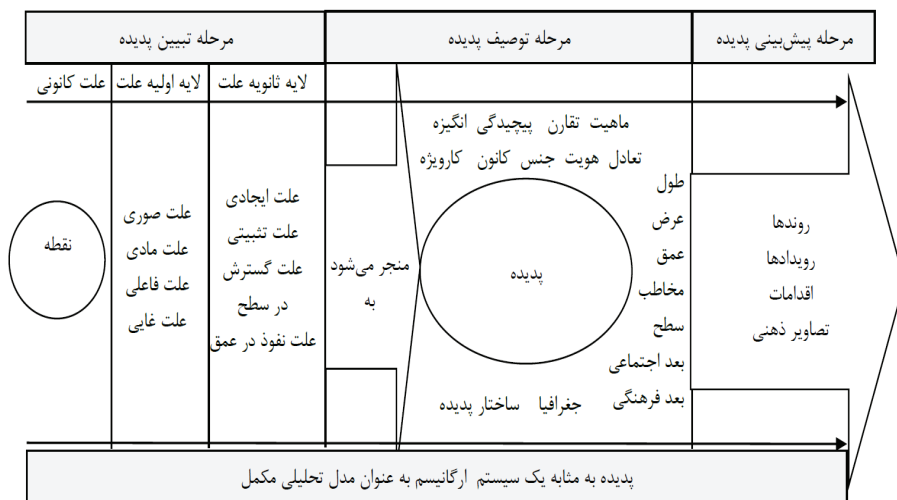 مرحله تبیین پدیده
مرحله توصیف پدیده
مرحله پیش‌بینی پدیده
علت کانونی
لایه اولیه علت
لایه ثانویه علت
نقطه
علت صوری
علت مادی
علت فاعلی
علت غایی
علت ایجادی
علت تثبیتی
علت گسترش
در سطح
علت نفوذ در عمق
منجر می‌شود
به
ماهیت تقارن پیچیدگی انگیزه
تعادل هویت جنس کانون کارویژه
پدیده
طول
عرض
عمق
مخاطب
سطح
بعد اجتماعی
بعد فرهنگی
جغرافیا ساختار پدیده
روندها
رویدادها
اقدامات
تصاویر ذهنی
پدیده به مثابه یک سیستم ارگانیسم به عنوان مدل تحلیلی مکمل